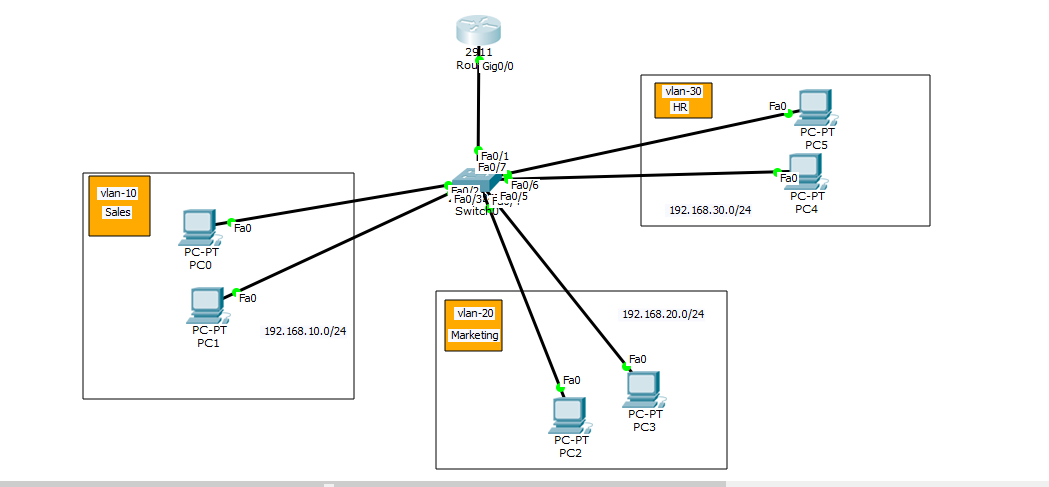 2911
Rou
Gig0/0
Fa0/1
Fa0/7
Fa0/6
Fa0/2
Fa0/3
Fa0/5
Switch0
vlan-30
HR
Fa0
PC-PT
PC5
Fa0
PC-PT
PC4
192.168.30.0/24
vlan-10
Sales
Fa0
PC-PT
PC0
Fa0
PC-PT
PC1
192.168.10.0/24
vlan-20
Marketing
192.168.20.0/24
Fa0
PC-PT
PC3
Fa0
PC-PT
PC2